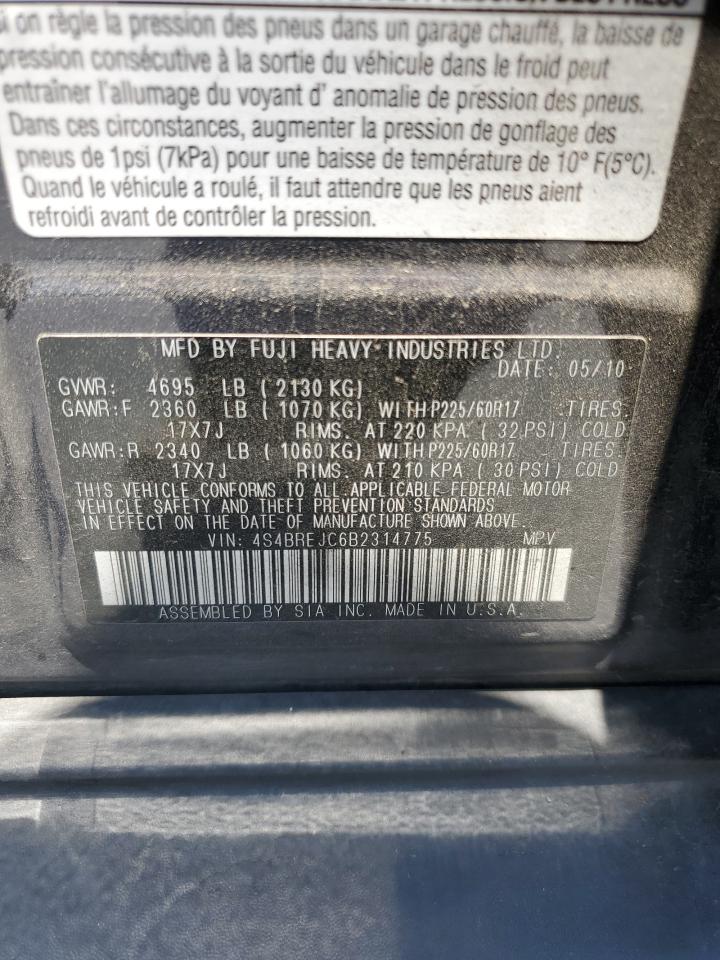 si on règle la pression des pneus dans un garage chauffé, la baisse de
pression consécutive à la sortie du véhicule dans le froid peut
entraîner l'allumage du voyant d' anomalie de pression des pneus.
Dans ces circonstances, augmenter la pression de gonflage des
pneus de 1psi (7kPa) pour une baisse de température de 10° F(5°C).
Quand le véhicule a roulé, il faut attendre que les pneus aient
refroidi avant de contrôler la pression.
MFD BY FUJI HEAVY INDUSTRIES LTD.
DATE: 05/10
GVWR: 4695 LB (2130 KG)
GAWR:F 2360 LB (1070 KG) WITH P225/60R17 TIRES.
17X7J RIMS. AT 220 KPA (32 PSI) COLD
GAWR:R 2340 LB (1060 KG) WITH P225/60R17 TIRES.
17X7J RIMS. AT 210 KPA (30 PSI) COLD
THIS VEHICLE CONFORMS TO ALL APPLICABLE FEDERAL MOTOR
VEHICLE SAFETY AND THEFT PREVENTION STANDARDS
IN EFFECT ON THE DATE OF MANUFACTURE SHOWN ABOVE.
VIN: 4S4BREJC6B2314775 MPV
ASSEMBLED BY SIA INC. MADE IN U.S.A.